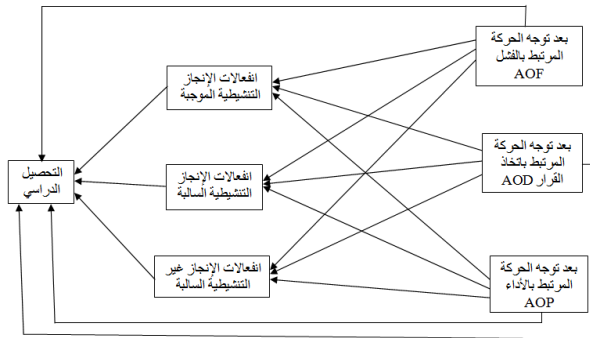 بعد توجه الحركة
المرتبط بالفشل
AOF
انفعالات الإنجاز
التنشيطية الموجبة
بعد توجه الحركة
المرتبط باتخاذ
القرار AOD
التحصيل
الدراسي
انفعالات الإنجاز
التنشيطية السالبة
انفعالات الإنجاز غير
التنشيطية السالبة
بعد توجه الحركة
المرتبط بالأداء
AOP